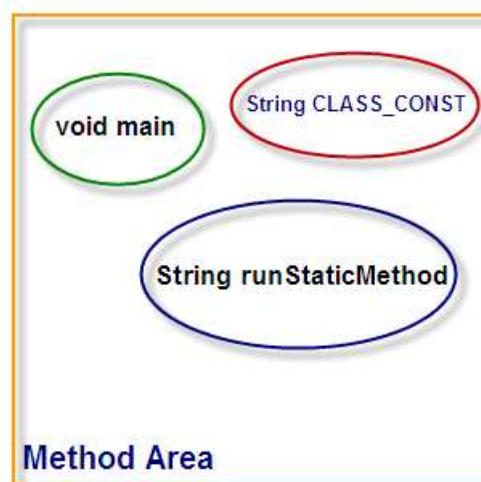 void main
String CLASS_CONST
String runStaticMethod
Method Area